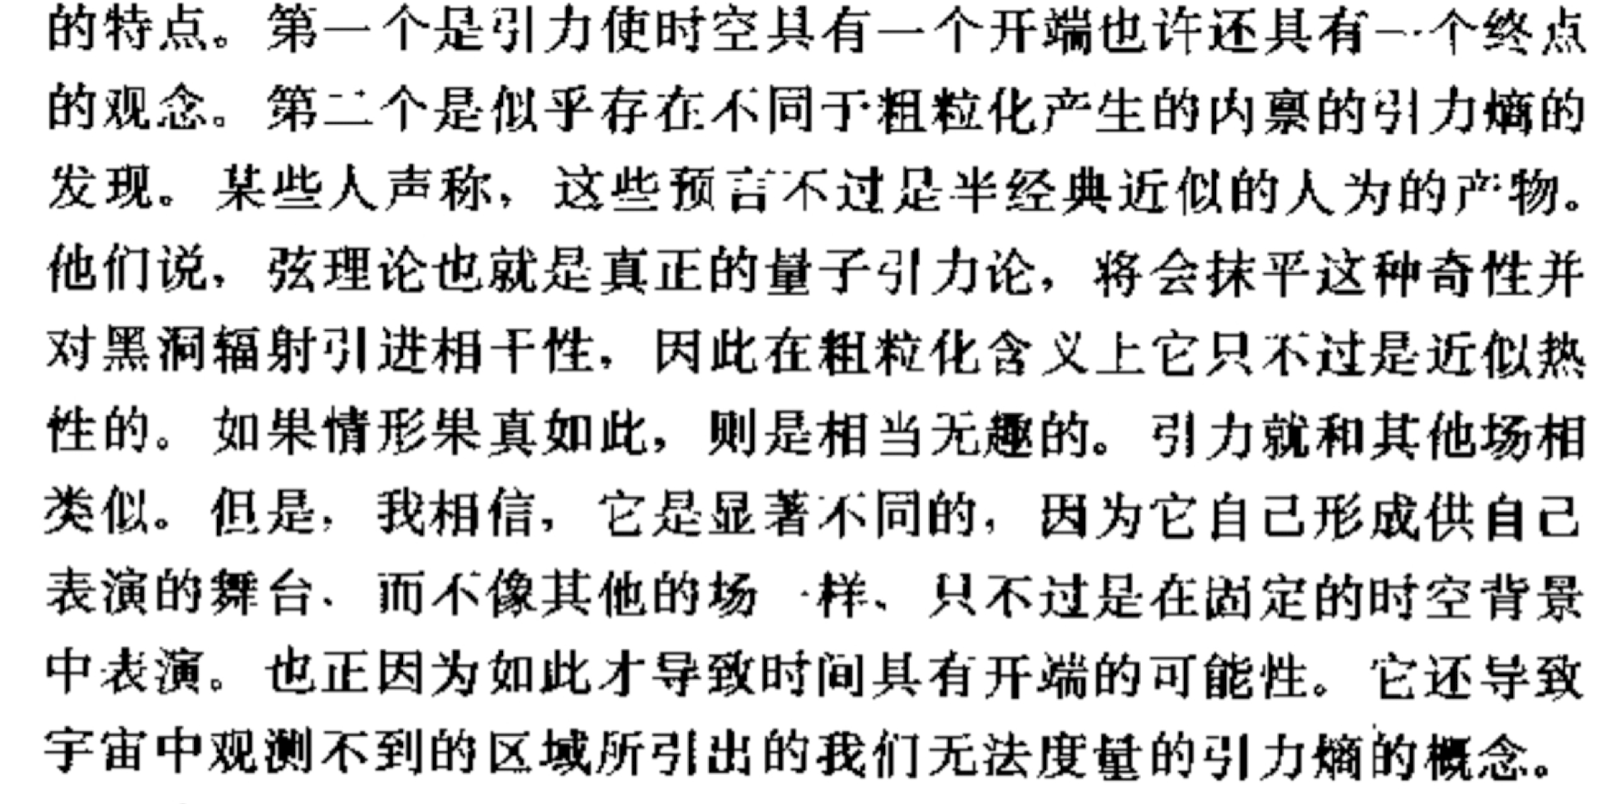 的特点。第一个是引力使时空具有一个开端也许还具有一个终点
的观念。第二个是似乎存在不同于粗粒化产生的内禀的引力熵的
发现。某些人声称，这些预言不过是半经典近似的人为的产物。
他们说，弦理论也就是真正的量子引力论，将会抹平这种奇性并
对黑洞辐射引进相干性，因此在粗粒化含义上它只不过是近似热
性的。如果情形果真如此，则是相当无趣的。引力就和其他场相
类似。但是，我相信，它是显著不同的，因为它自己形成供自己
表演的舞台、而不像其他的场一样、只不过是在固定的时空背景
中表演。也正因为如此才导致时间具有开端的可能性。它还导致
宇宙中观测不到的区域所引出的我们无法度量的引力熵的概念。